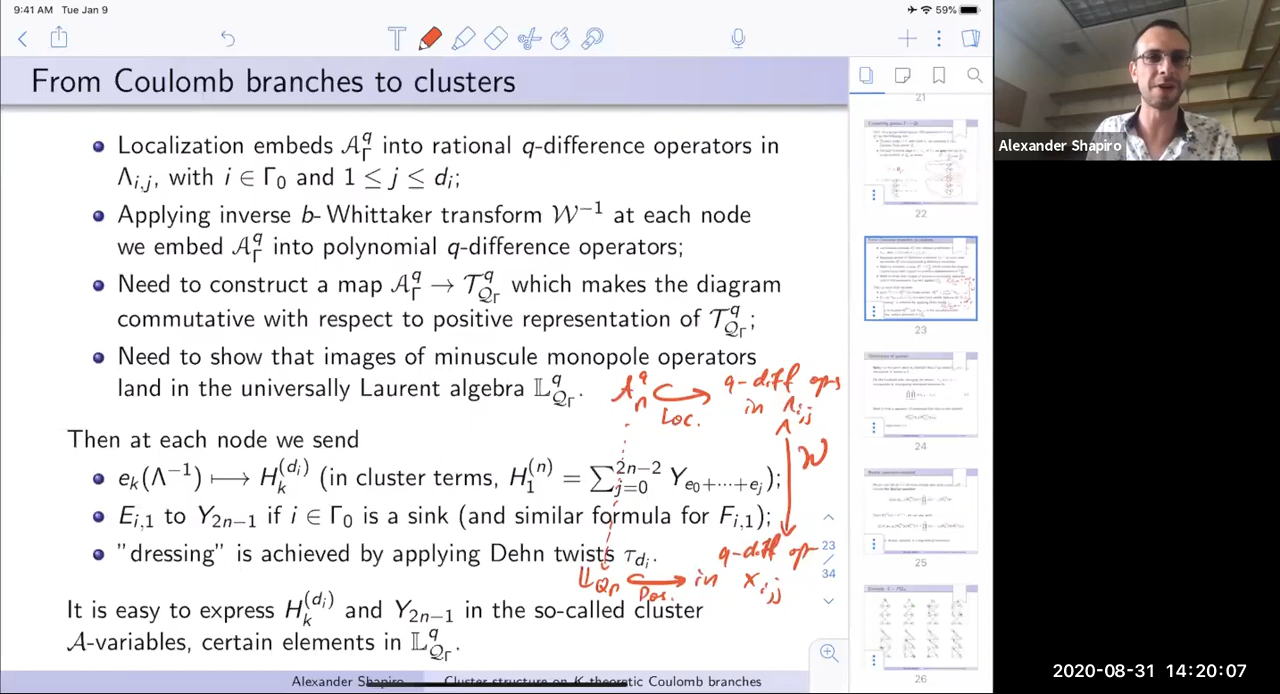 9:41 AM Tue Jan 9
59%
From Coulomb branches to clusters
Localization embeds 𝒜^q_Γ into rational q-difference operators in
Λ_{i,j}, with i ∈ Γ₀ and 1 ≤ j ≤ d_i;
Applying inverse b-Whittaker transform 𝒲⁻¹ at each node
we embed 𝒜^q_Γ into polynomial q-difference operators;
Need to construct a map 𝒜^q_Γ → 𝒯^q_{𝒬_Γ} which makes the diagram
commutative with respect to positive representation of 𝒯^q_{𝒬_Γ};
Need to show that images of minuscule monopole operators
land in the universally Laurent algebra 𝕃^q_{𝒬_Γ}.
Then at each node we send
e_k(Λ⁻¹) ⟼ H_k^{(d_i)} (in cluster terms, H_1^{(n)} = ∑_{j=0}^{2n−2} Y_{e_0+⋯+e_j});
E_{i,1} to Y_{2n−1} if i ∈ Γ₀ is a sink (and similar formula for F_{i,1});
"dressing" is achieved by applying Dehn twists τ_{d_i}.
It is easy to express H_k^{(d_i)} and Y_{2n−1} in the so-called cluster
𝒜-variables, certain elements in 𝕃^q_{𝒬_Γ}.
𝒜^q_Γ ↪ q-diff ops
Loc. in Λ_{ij}
𝒲
q-diff op
𝕃_{Q_Γ} ↪ in x_{ij}
Pos.
Alexander Shapiro
Cluster structure on K-theoretic Coulomb branches
23
/
34
21
22
23
24
25
26
Alexander Shapiro
2020-08-31 14:20:07